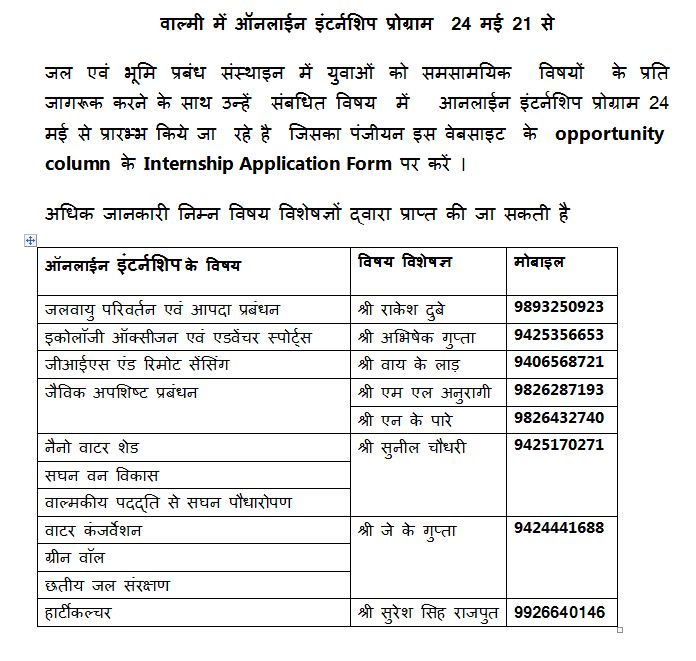 वाल्मी में ऑनलाईन इंटर्नशिप प्रोग्राम 24 मई 21 से
जल एवं भूमि प्रबंध संस्थाइन में युवाओं को समसामयिक विषयों के प्रति
जागरूक करने के साथ उन्हें संबधित विषय में आनलाईन इंटर्नशिप प्रोग्राम 24
मई से प्रारम्भ किये जा रहे है जिसका पंजीयन इस वेबसाइट के opportunity
column के Internship Application Form पर करें ।
अधिक जानकारी निम्न विषय विशेषज्ञों द्वारा प्राप्त की जा सकती है
ऑनलाईन इंटर्नशिप के विषय विषय विशेषज्ञ मोबाइल
जलवायु परिवर्तन एवं आपदा प्रबंधन श्री राकेश दुबे 9893250923
इकोलॉजी ऑक्सीजन एवं एडवेंचर स्पोर्ट्स श्री अभिषेक गुप्ता 9425356653
जीआईएस एंड रिमोट सेंसिंग श्री वाय के लाड़ 9406568721
जैविक अपशिष्ट प्रबंधन श्री एम एल अनुरागी 9826287193
श्री एन के पारे 9826432740
नैनो वाटर शेड श्री सुनील चौधरी 9425170271
सघन वन विकास
वाल्मकीय पदद्ति से सघन पौधारोपण
वाटर कंजर्वेशन श्री जे के गुप्ता 9424441688
ग्रीन वॉल
छतीय जल संरक्षण
हार्टीकल्चर श्री सुरेश सिह राजपुत 9926640146